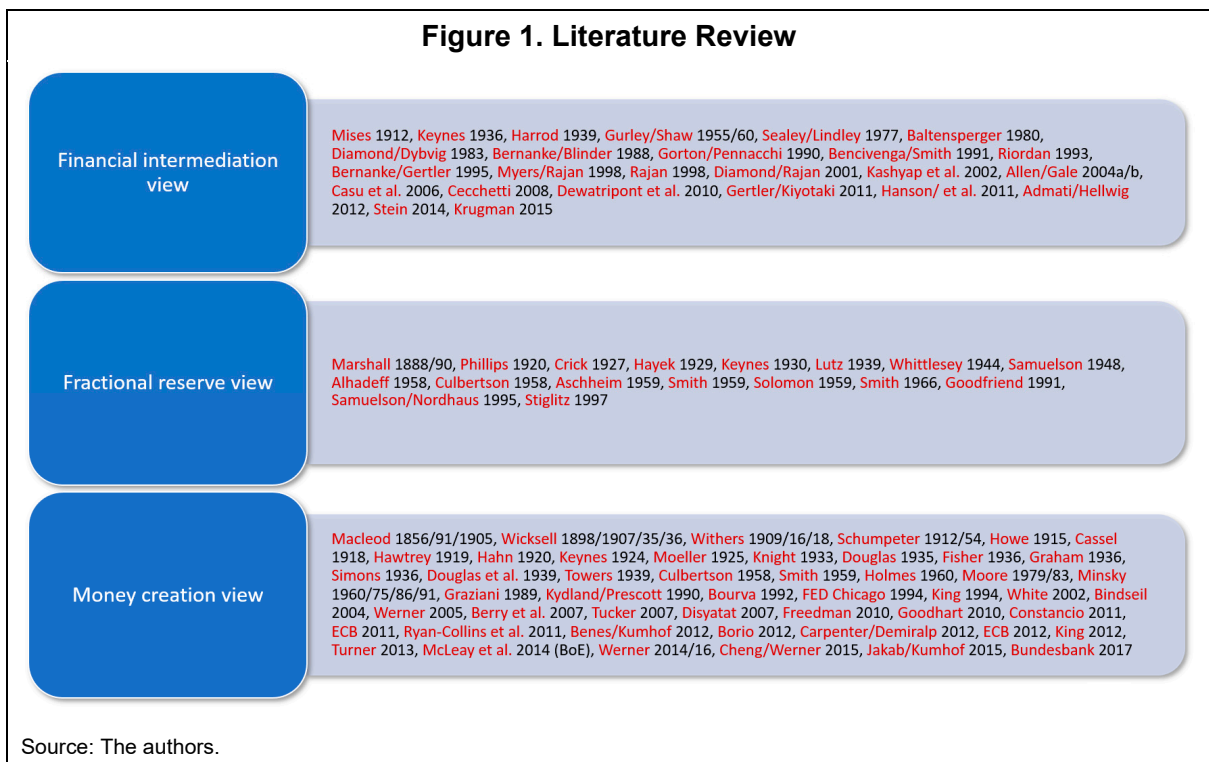 Figure 1. Literature Review
Financial intermediation
view
Mises 1912, Keynes 1936, Harrod 1939, Gurley/Shaw 1955/60, Sealey/Lindley 1977, Baltensperger 1980,
Diamond/Dybvig 1983, Bernanke/Blinder 1988, Gorton/Pennacchi 1990, Bencivenga/Smith 1991, Riordan 1993,
Bernanke/Gertler 1995, Myers/Rajan 1998, Rajan 1998, Diamond/Rajan 2001, Kashyap et al. 2002, Allen/Gale 2004a/b,
Casu et al. 2006, Cecchetti 2008, Dewatripont et al. 2010, Gertler/Kiyotaki 2011, Hanson/ et al. 2011, Admati/Hellwig
2012, Stein 2014, Krugman 2015
Fractional reserve view
Marshall 1888/90, Phillips 1920, Crick 1927, Hayek 1929, Keynes 1930, Lutz 1939, Whittlesey 1944, Samuelson 1948,
Alhadeff 1958, Culbertson 1958, Aschheim 1959, Smith 1959, Solomon 1959, Smith 1966, Goodfriend 1991,
Samuelson/Nordhaus 1995, Stiglitz 1997
Money creation view
Macleod 1856/91/1905, Wicksell 1898/1907/35/36, Withers 1909/16/18, Schumpeter 1912/54, Howe 1915, Cassel
1918, Hawtrey 1919, Hahn 1920, Keynes 1924, Moeller 1925, Knight 1933, Douglas 1935, Fisher 1936, Graham 1936,
Simons 1936, Douglas et al. 1939, Towers 1939, Culbertson 1958, Smith 1959, Holmes 1960, Moore 1979/83, Minsky
1960/75/86/91, Graziani 1989, Kydland/Prescott 1990, Bourva 1992, FED Chicago 1994, King 1994, White 2002, Bindseil
2004, Werner 2005, Berry et al. 2007, Tucker 2007, Disyatat 2007, Freedman 2010, Goodhart 2010, Constancio 2011,
ECB 2011, Ryan-Collins et al. 2011, Benes/Kumhof 2012, Borio 2012, Carpenter/Demiralp 2012, ECB 2012, King 2012,
Turner 2013, McLeay et al. 2014 (BoE), Werner 2014/16, Cheng/Werner 2015, Jakab/Kumhof 2015, Bundesbank 2017
Source: The authors.